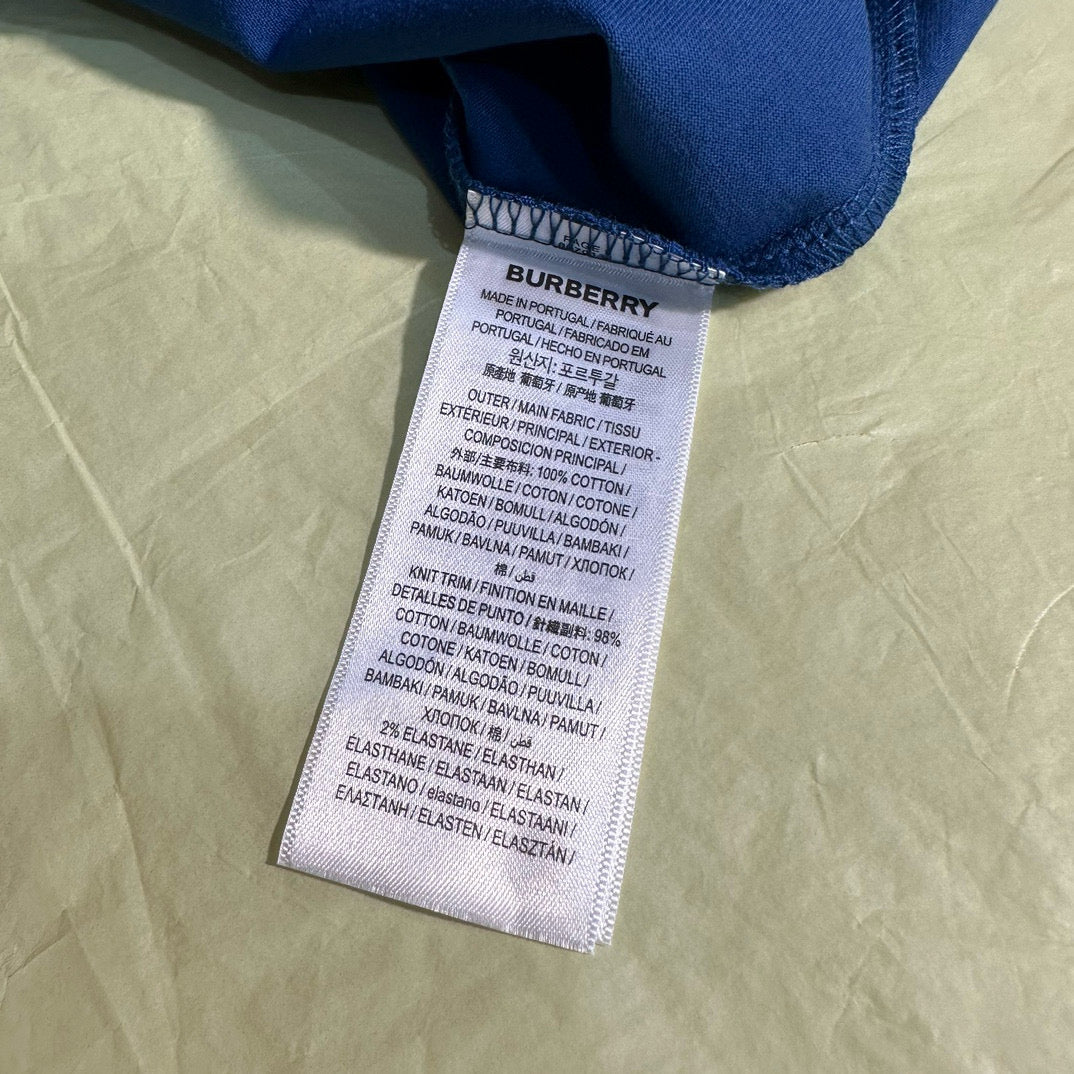 BURBERRY
MADE IN PORTUGAL / FABRIQUÉ AU
PORTUGAL / FABRICADO EM
PORTUGAL / HECHO EN PORTUGAL
원산지: 포르투갈
原產地 葡萄牙 / 原产地 葡萄牙
OUTER / MAIN FABRIC / TISSU
EXTÉRIEUR / PRINCIPAL / EXTERIOR -
COMPOSICION PRINCIPAL /
外部/主要布料: 100% COTTON /
BAUMWOLLE / COTON / COTONE /
KATOEN / BOMULL / ALGODÓN /
ALGODÃO / PUUVILLA / BAMBAKI /
PAMUK / BAVLNA / PAMUT / ХЛОПОК /
棉 / قطن
KNIT TRIM / FINITION EN MAILLE /
DETALLES DE PUNTO / 針織副料: 98%
COTTON / BAUMWOLLE / COTON /
COTONE / KATOEN / BOMULL /
ALGODÓN / ALGODÃO / PUUVILLA /
BAMBAKI / PAMUK / BAVLNA / PAMUT /
ХЛОПОК / 棉 / قطن
2% ELASTANE / ELASTHAN /
ELASTHANE / ELASTAAN / ELASTAN /
ELASTANO / elastano / ELASTAANI /
ΕΛΑΣΤΑΝΗ / ELASTEN / ELASZTÁN /